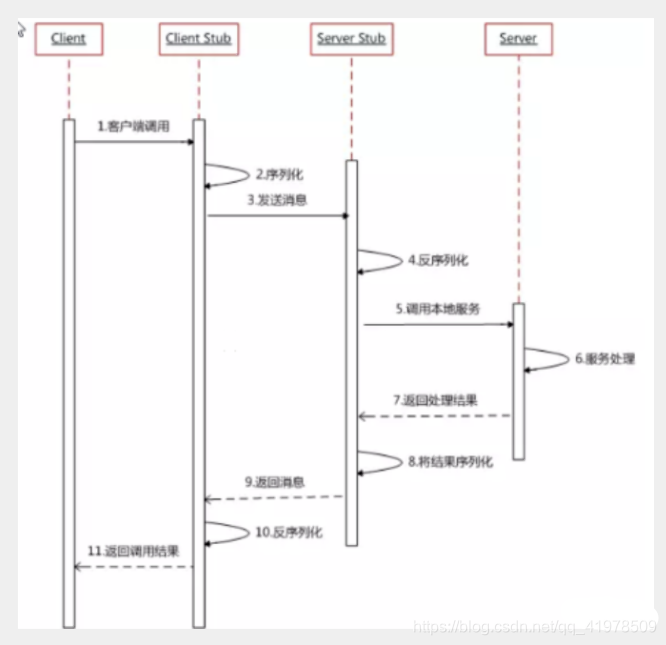 Client Client Stub Server Stub Server
1.客户端调用
2.序列化
3.发送消息
4.反序列化
5.调用本地服务
6.服务处理
7.返回处理结果
8.将结果序列化
9.返回消息
10.反序列化
11.返回调用结果
https://blog.csdn.net/qq_41978509